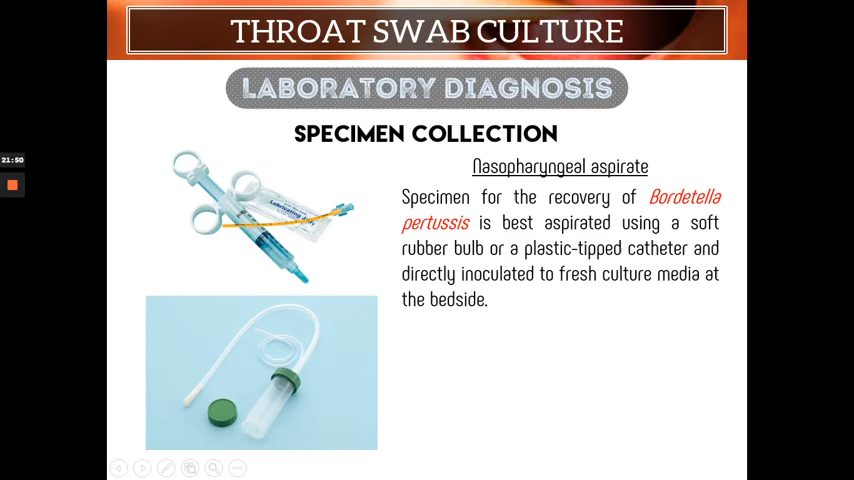 THROAT SWAB CULTURE
LABORATORY DIAGNOSIS
SPECIMEN COLLECTION
21:50
Nasopharyngeal aspirate
Specimen for the recovery of Bordetella
pertussis is best aspirated using a soft
rubber bulb or a plastic-tipped catheter and
directly inoculated to fresh culture media at
the bedside.
Lubricating Jelly